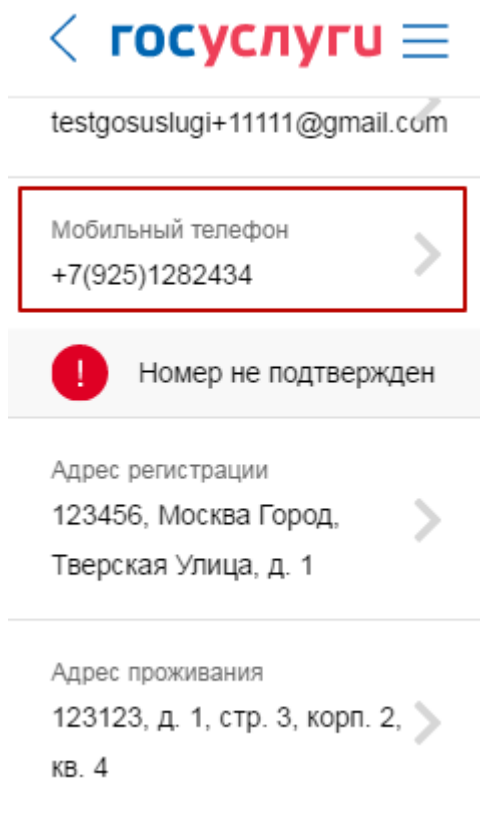 госуслуги
testgosuslugi+11111@gmail.com
Мобильный телефон
+7(925)1282434
! Номер не подтвержден
Адрес регистрации
123456, Москва Город,
Тверская Улица, д. 1
Адрес проживания
123123, д. 1, стр. 3, корп. 2,
кв. 4